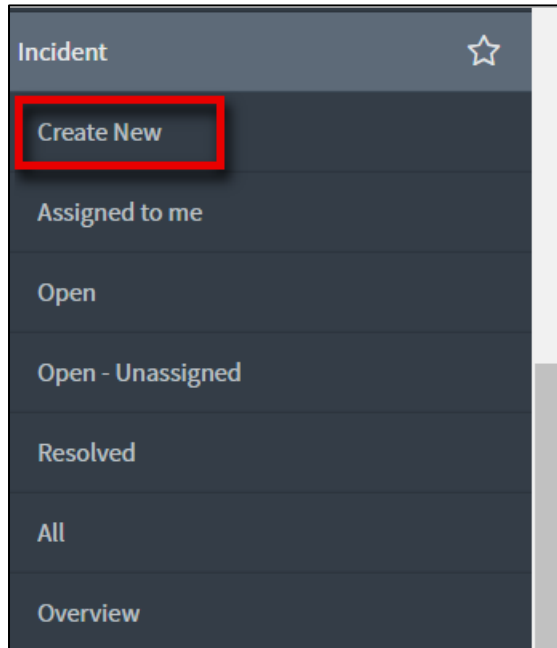 Incident
Create New
Assigned to me
Open
Open - Unassigned
Resolved
All
Overview